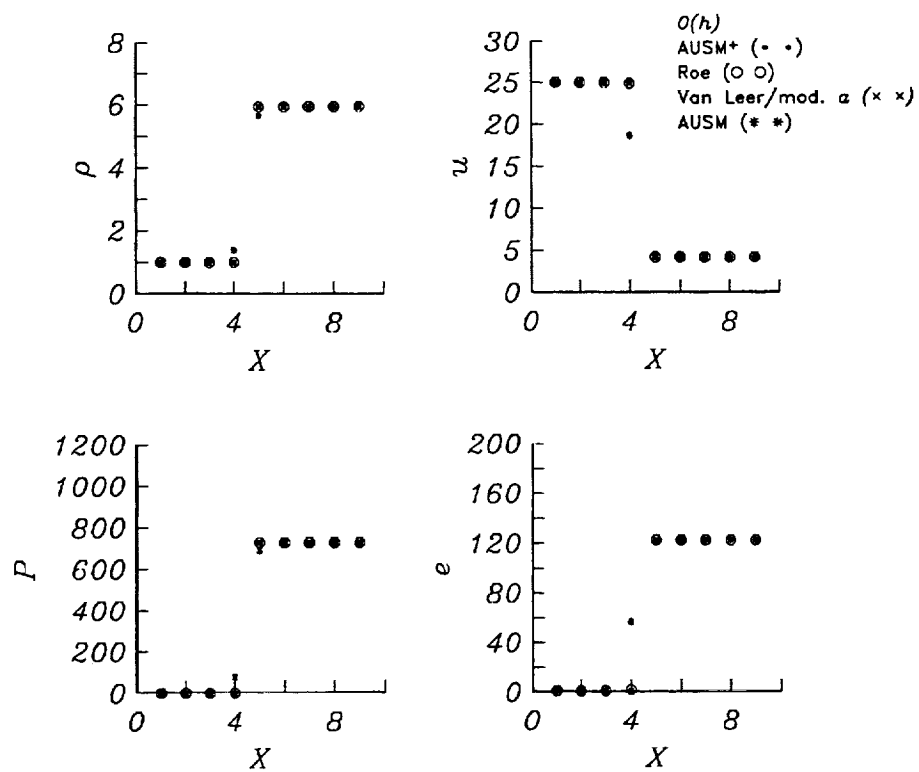 8
6
4
2
0
ρ
0 4 8
X
30
25
20
15
10
5
0
u
0 4 8
X
O(h)
AUSM+ (• •)
Roe (○ ○)
Van Leer/mod. α (× ×)
AUSM (* *)
1200
1000
800
600
400
200
0
P
0 4 8
X
200
160
120
80
40
0
e
0 4 8
X